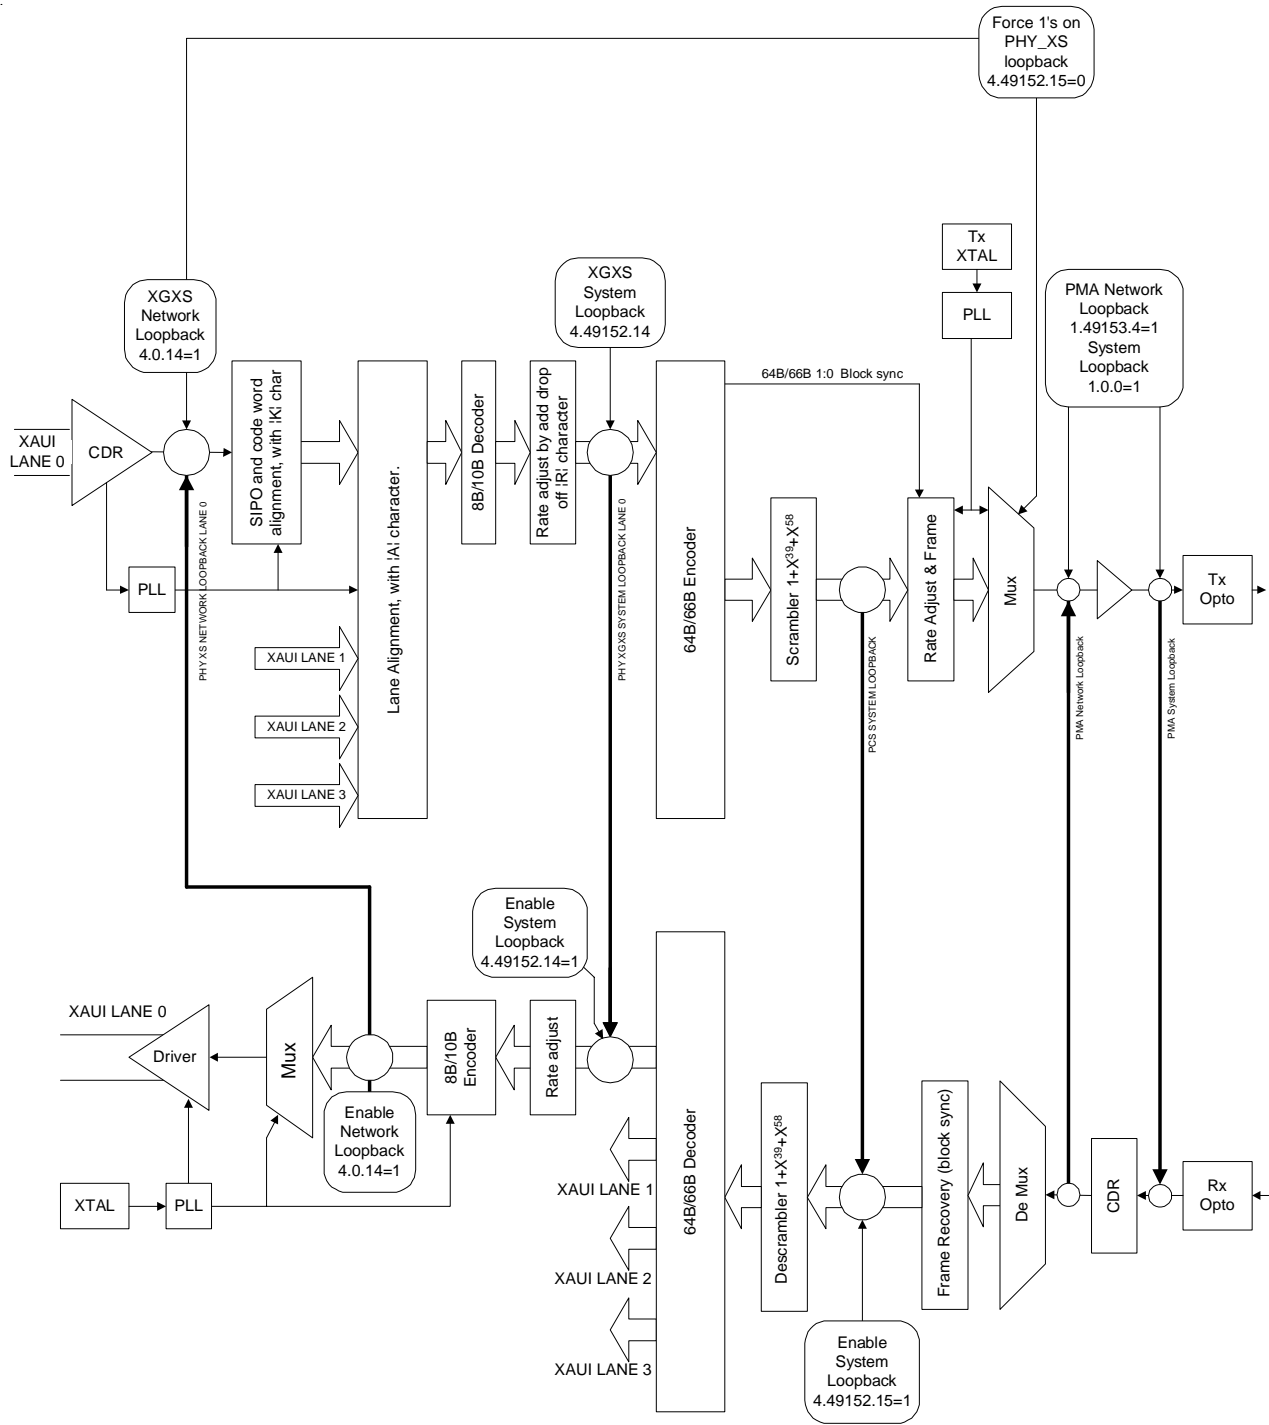 Force 1's on
PHY_XS
loopback
4.49152.15=0
Tx
XTAL
PLL
XGXS
Network
Loopback
4.0.14=1
XGXS
System
Loopback
4.49152.14
PMA Network
Loopback
1.49153.4=1
System
Loopback
1.0.0=1
XAUI
LANE 0
CDR
SIPO and code word
alignment, with ¦K¦ char
Lane Alignment, with ¦A¦ character.
8B/10B Decoder
Rate adjust by add drop
off ¦R¦ character
64B/66B Encoder
64B/66B 1:0 Block sync
Scrambler 1+X39+X58
Rate Adjust & Frame
Mux
Tx
Opto
PLL
XAUI LANE 1
XAUI LANE 2
XAUI LANE 3
PHY XS NETWORK LOOPBACK LANE 0
PHY XGXS SYSTEM LOOPBACK LANE 0
PCS SYSTEM LOOPBACK
PMA Network Loopback
PMA System Loopback
Enable
System
Loopback
4.49152.14=1
XAUI LANE 0
Driver
Mux
8B/10B
Encoder
Rate adjust
64B/66B Decoder
Descrambler 1+X39+X58
Frame Recovery (block sync)
De Mux
CDR
Rx
Opto
Enable
Network
Loopback
4.0.14=1
XTAL
PLL
XAUI LANE 1
XAUI LANE 2
XAUI LANE 3
Enable
System
Loopback
4.49152.15=1